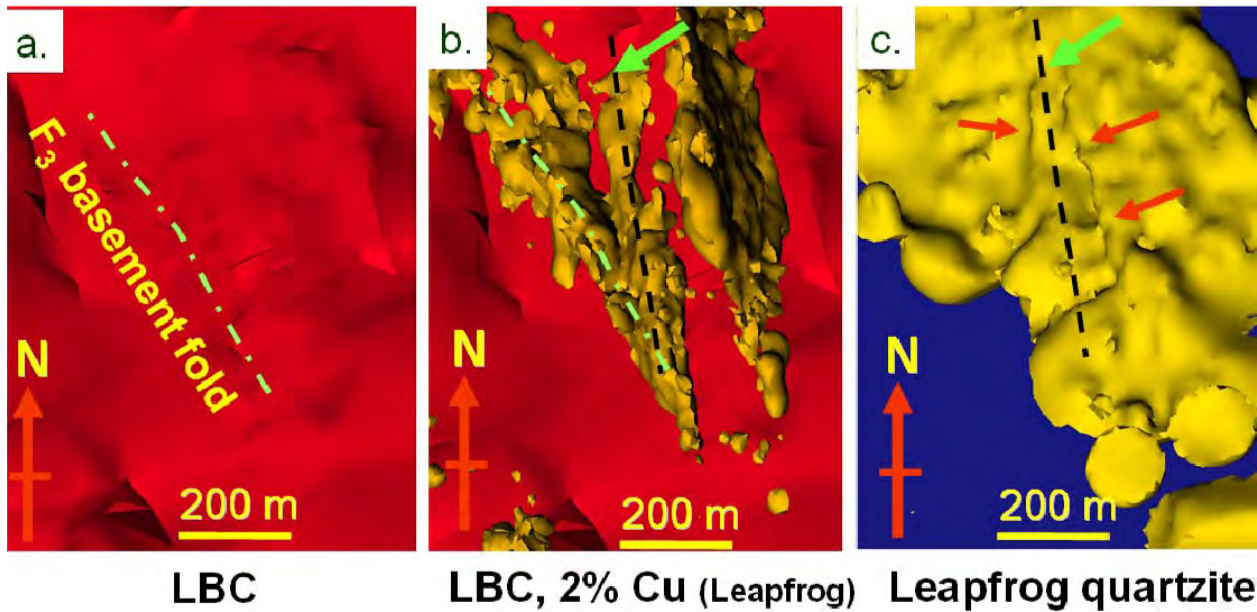 a.
F3 basement fold
N
200 m
LBC
b.
N
200 m
LBC, 2% Cu (Leapfrog)
c.
N
200 m
Leapfrog quartzite